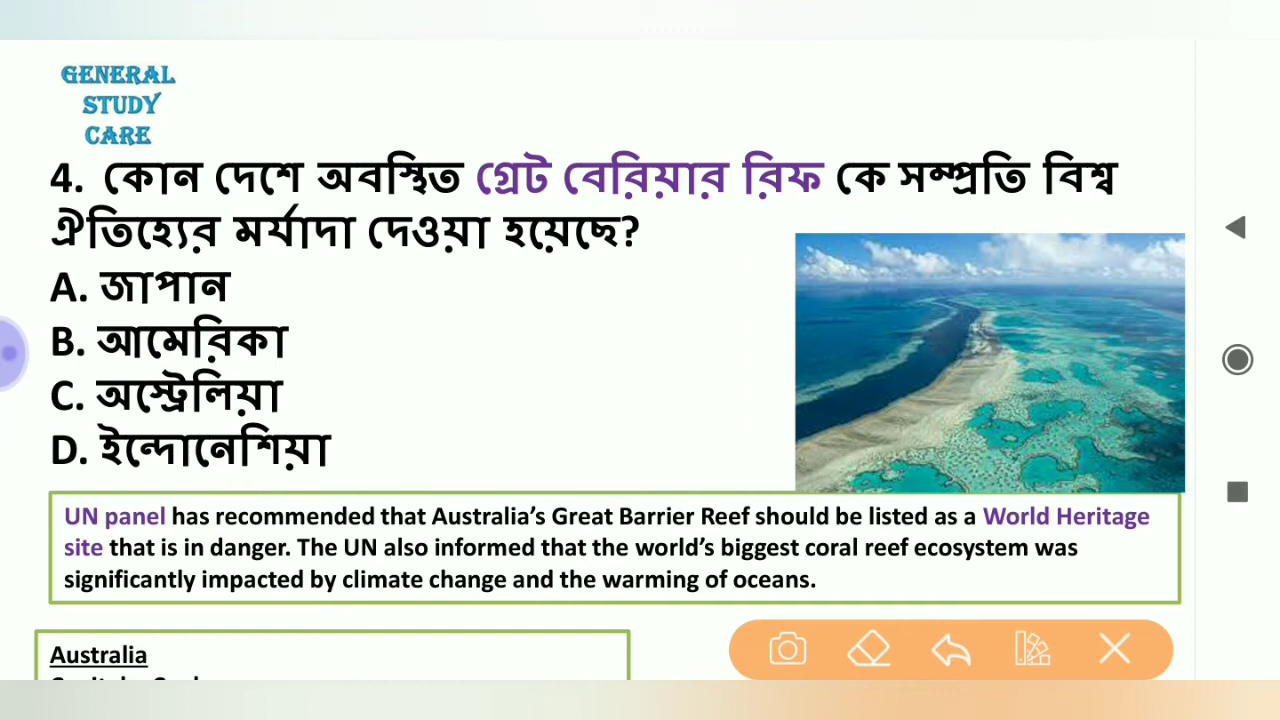 GENERAL
STUDY
CARE
4. কোন দেশে অবস্থিত গ্রেট বেরিয়ার রিফ কে সম্প্রতি বিশ্ব
ঐতিহ্যের মর্যাদা দেওয়া হয়েছে?
A. জাপান
B. আমেরিকা
C. অস্ট্রেলিয়া
D. ইন্দোনেশিয়া
UN panel has recommended that Australia’s Great Barrier Reef should be listed as a World Heritage
site that is in danger. The UN also informed that the world’s biggest coral reef ecosystem was
significantly impacted by climate change and the warming of oceans.
Australia